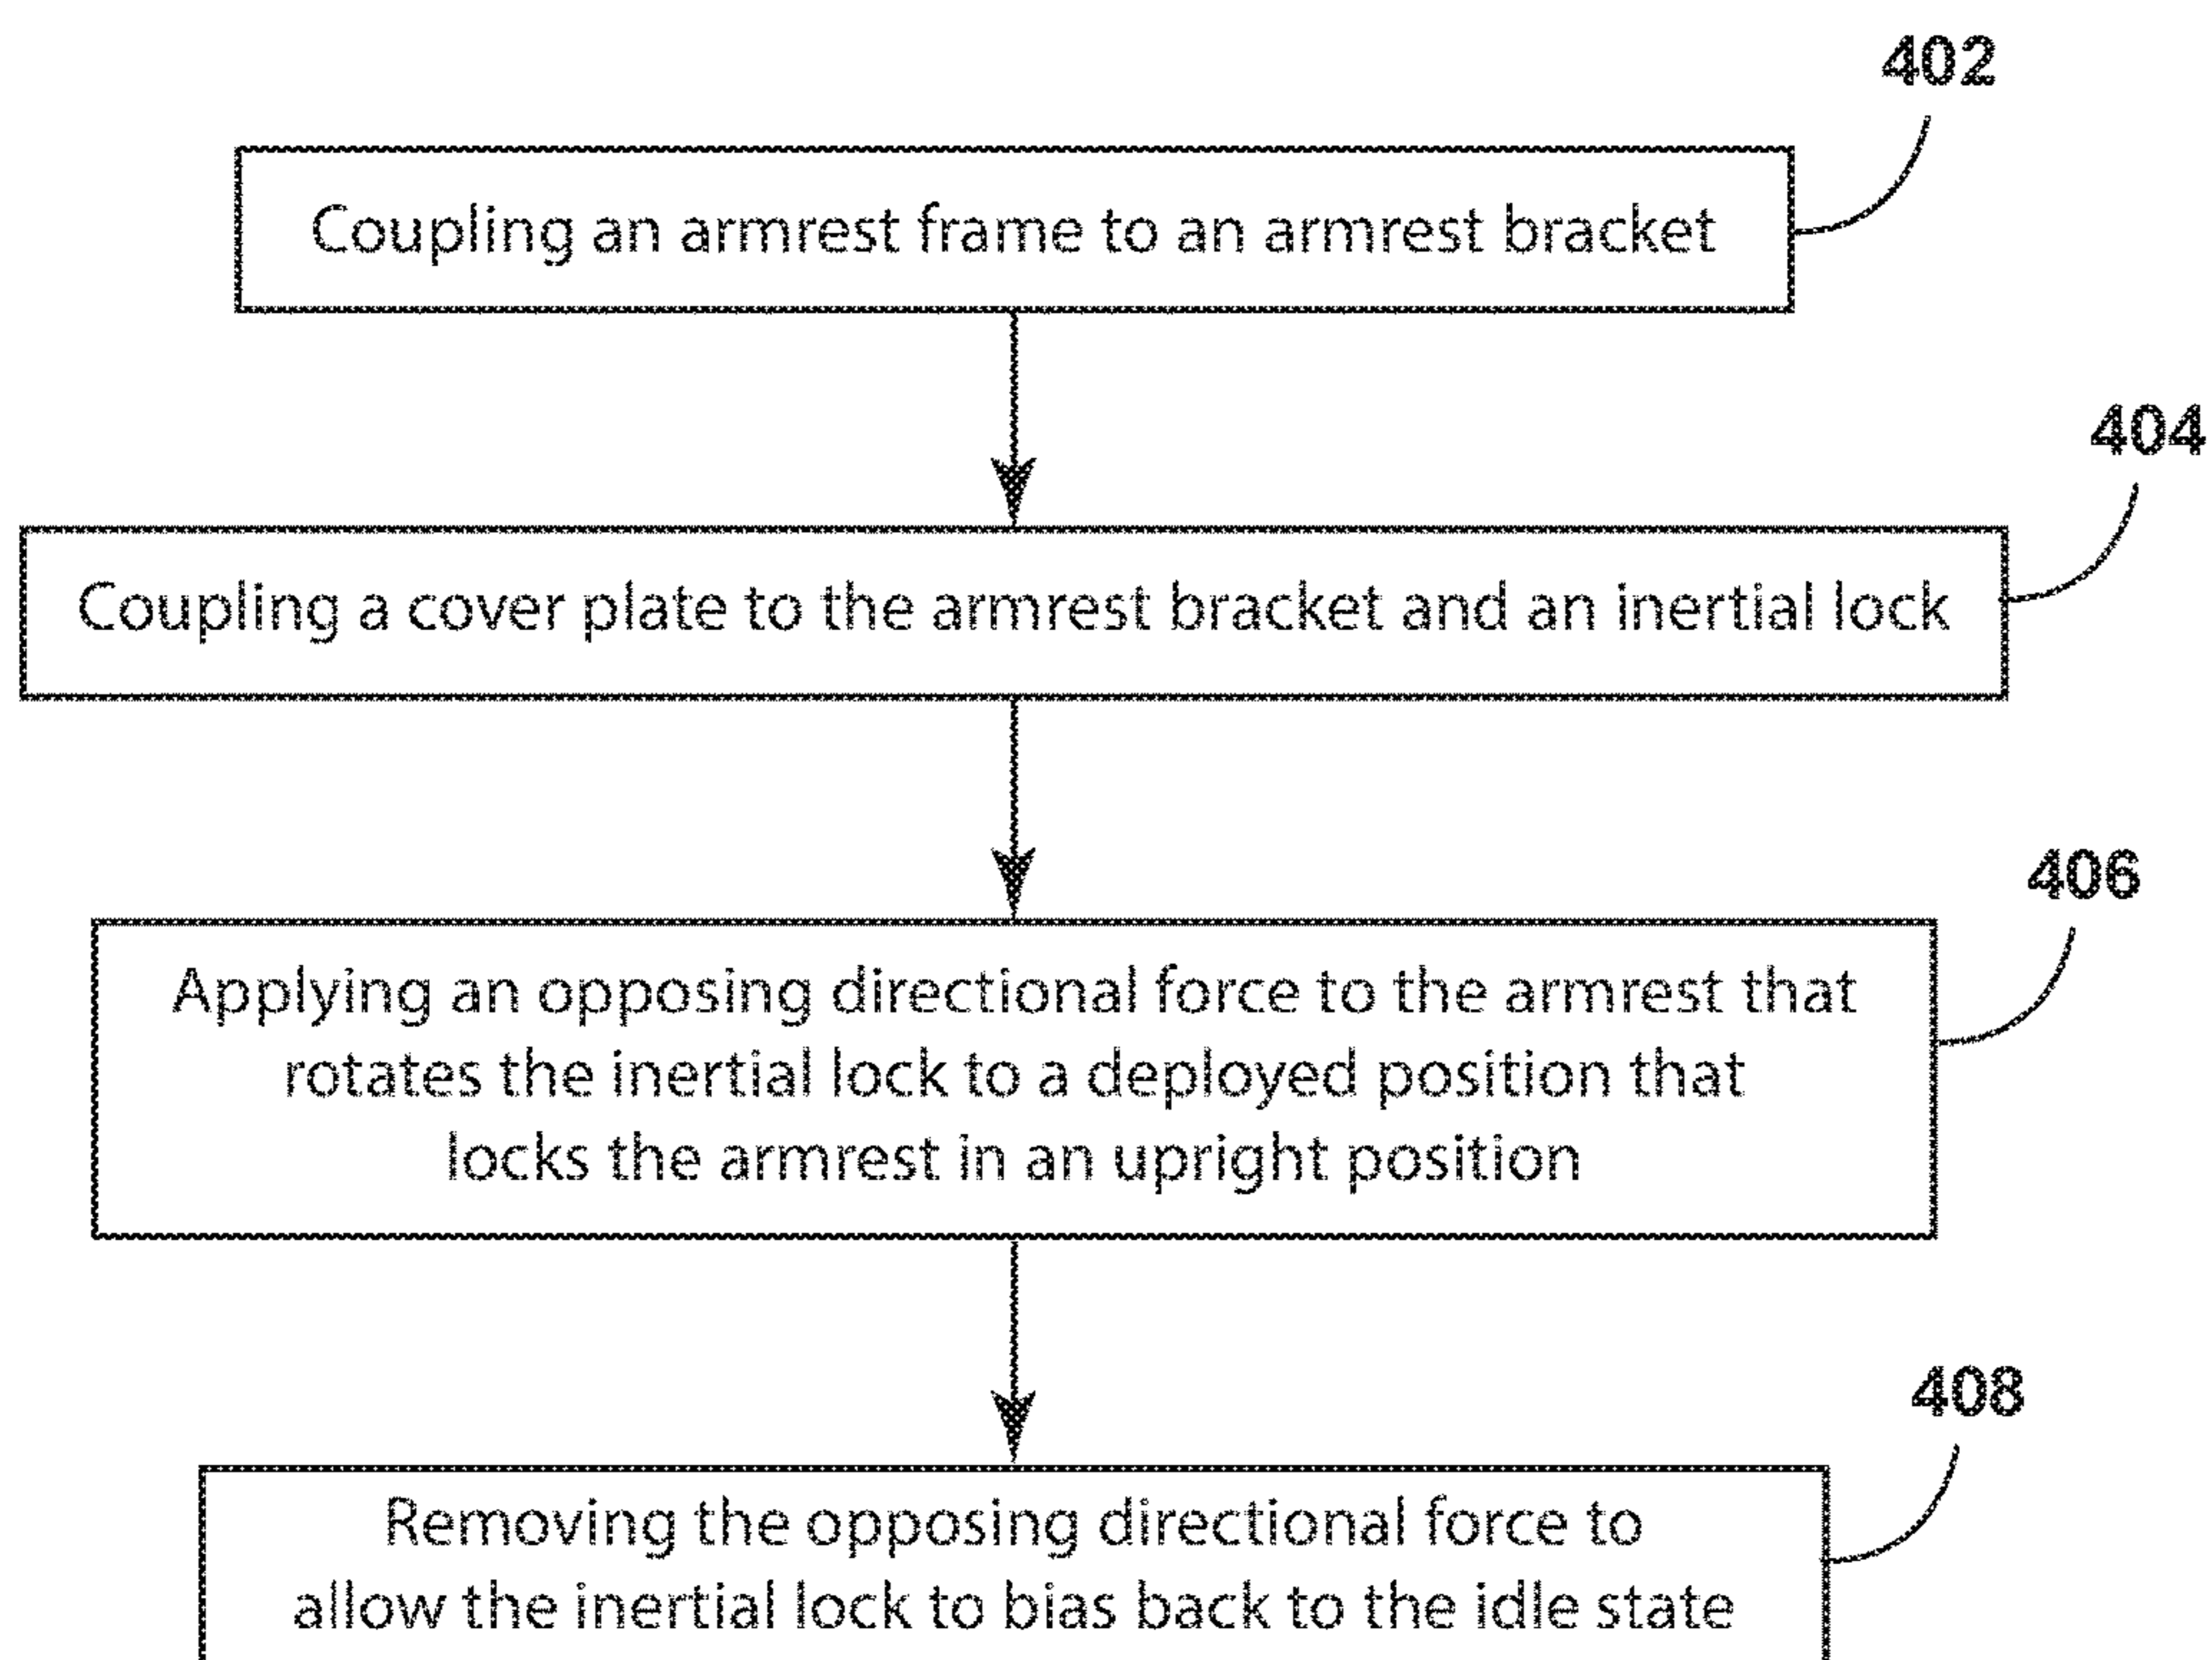 402
Coupling an armrest frame to an armrest bracket
404
Coupling a cover plate to the armrest bracket and an inertial lock
406
Applying an opposing directional force to the armrest that
rotates the inertial lock to a deployed position that
locks the armrest in an upright position
408
Removing the opposing directional force to
allow the inertial lock to bias back to the idle state